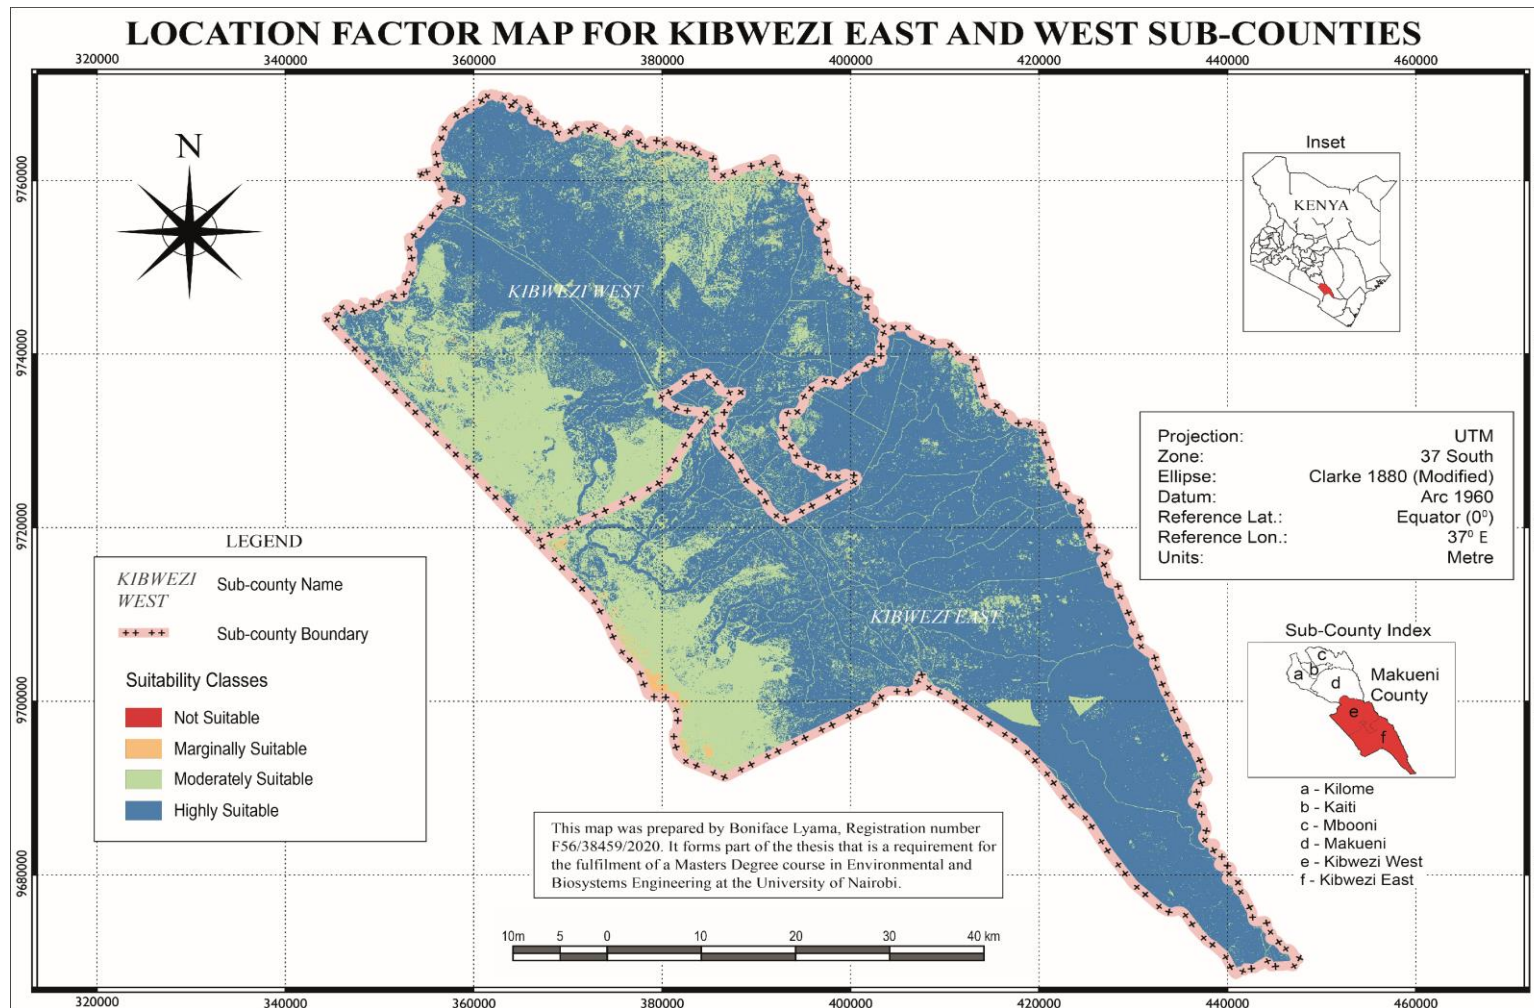 LOCATION FACTOR MAP FOR KIBWEZI EAST AND WEST SUB-COUNTIES
320000 340000 360000 380000 400000 420000 440000 460000
N
9760000
9740000
9720000
9700000
9680000
KIBWEZI WEST
KIBWEZI EAST
Inset
KENYA
Projection: UTM
Zone: 37 South
Ellipse: Clarke 1880 (Modified)
Datum: Arc 1960
Reference Lat.: Equator (0⁰)
Reference Lon.: 37⁰ E
Units: Metre
LEGEND
KIBWEZI
WEST
Sub-county Name
Sub-county Boundary
Suitability Classes
Not Suitable
Marginally Suitable
Moderately Suitable
Highly Suitable
Sub-County Index
c
a b
d
e
f
Makueni
County
a - Kilome
b - Kaiti
c - Mbooni
d - Makueni
e - Kibwezi West
f - Kibwezi East
This map was prepared by Boniface Lyama, Registration number
F56/38459/2020. It forms part of the thesis that is a requirement for
the fulfilment of a Masters Degree course in Environmental and
Biosystems Engineering at the University of Nairobi.
10m 5 0 10 20 30 40 km
320000 340000 360000 380000 400000 420000 440000 460000